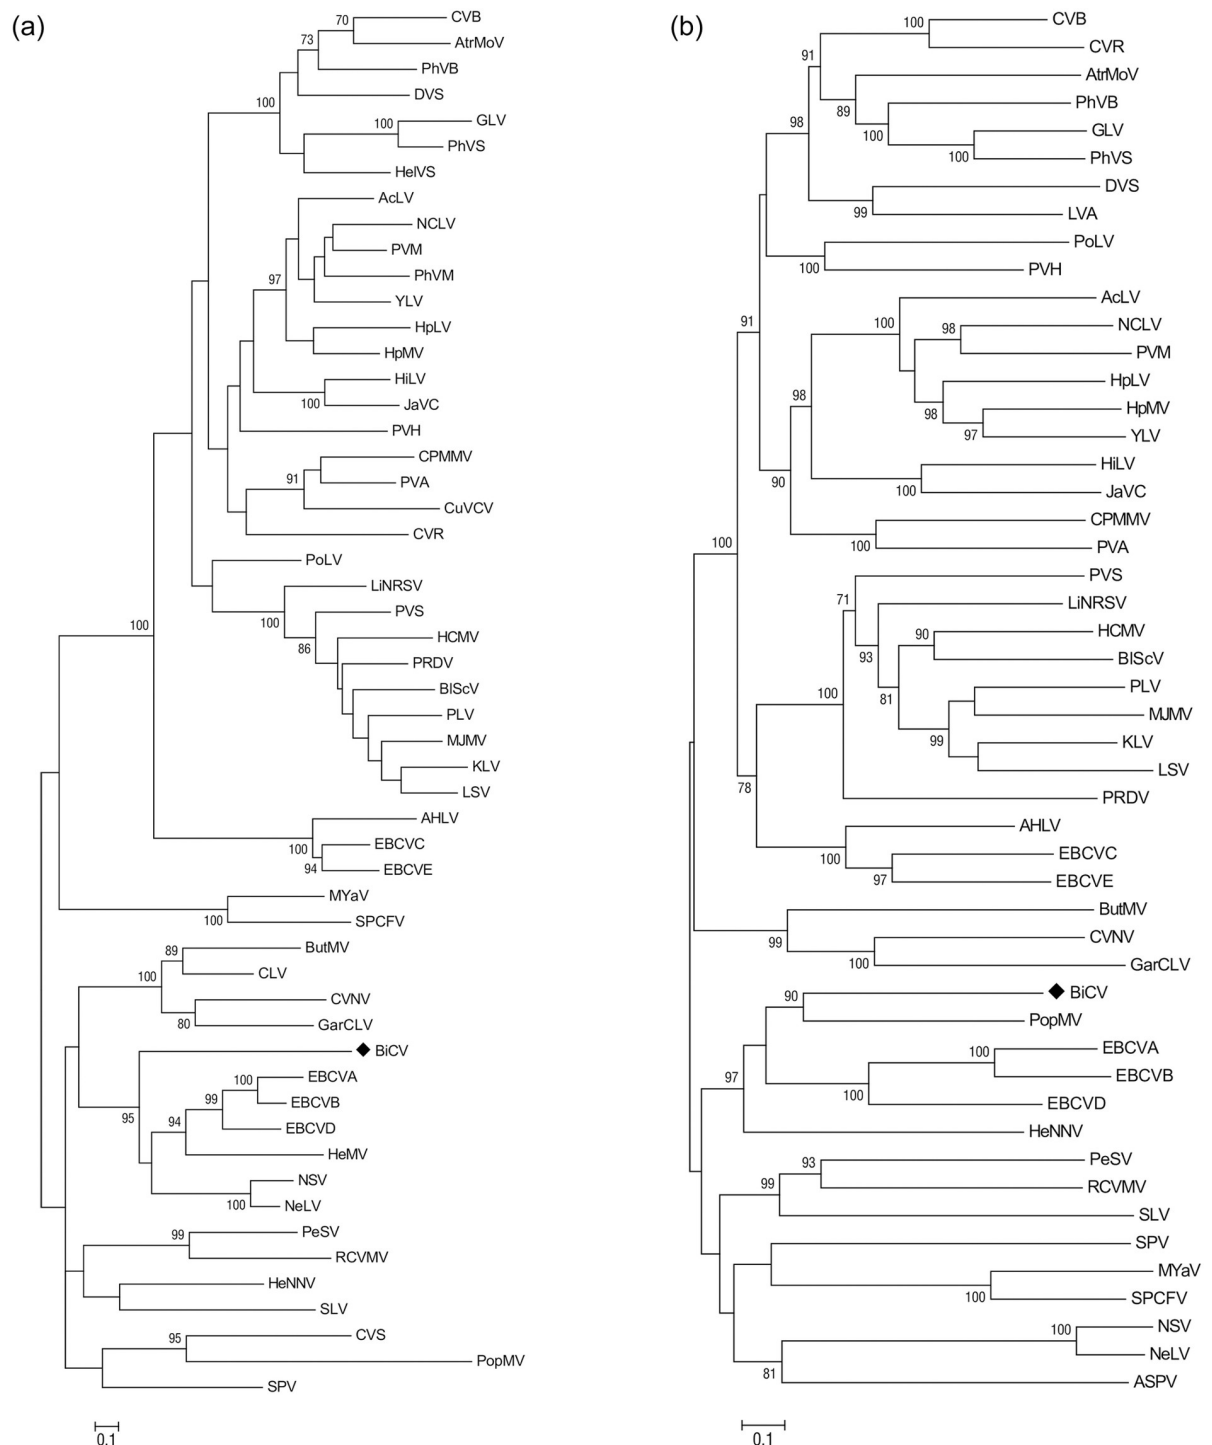 (a)
70
CVB
AtrMoV
73
PhVB
DVS
100
100
GLV
PhVS
HelVS
AcLV
NCLV
PVM
PhVM
97
YLV
HpLV
HpMV
HiLV
100
JaVC
PVH
CPMMV
91
PVA
CuVCV
CVR
PoLV
LiNRSV
100
PVS
86
HCMV
100
PRDV
BlScV
PLV
MJMV
KLV
LSV
AHLV
100
EBCVC
94
EBCVE
MYaV
100
SPCFV
89
ButMV
CLV
100
CVNV
80
GarCLV
BiCV
95
100
EBCVA
99
EBCVB
94
EBCVD
HeMV
NSV
100
NeLV
99
PeSV
RCVMV
HeNNV
SLV
95
CVS
PopMV
SPV
0.1
(b)
100
CVB
CVR
91
AtrMoV
89
PhVB
100
GLV
100
PhVS
98
DVS
99
LVA
PoLV
100
PVH
91
AcLV
100
98
NCLV
PVM
HpLV
98
HpMV
97
YLV
98
HiLV
100
JaVC
90
CPMMV
100
PVA
100
PVS
71
LiNRSV
93
90
HCMV
BlScV
81
PLV
MJMV
99
KLV
LSV
100
PRDV
78
AHLV
100
EBCVC
97
EBCVE
ButMV
99
CVNV
100
GarCLV
90
BiCV
PopMV
100
EBCVA
EBCVB
100
EBCVD
97
HeNNV
93
PeSV
99
RCVMV
SLV
SPV
MYaV
100
SPCFV
100
NSV
NeLV
81
ASPV
0.1